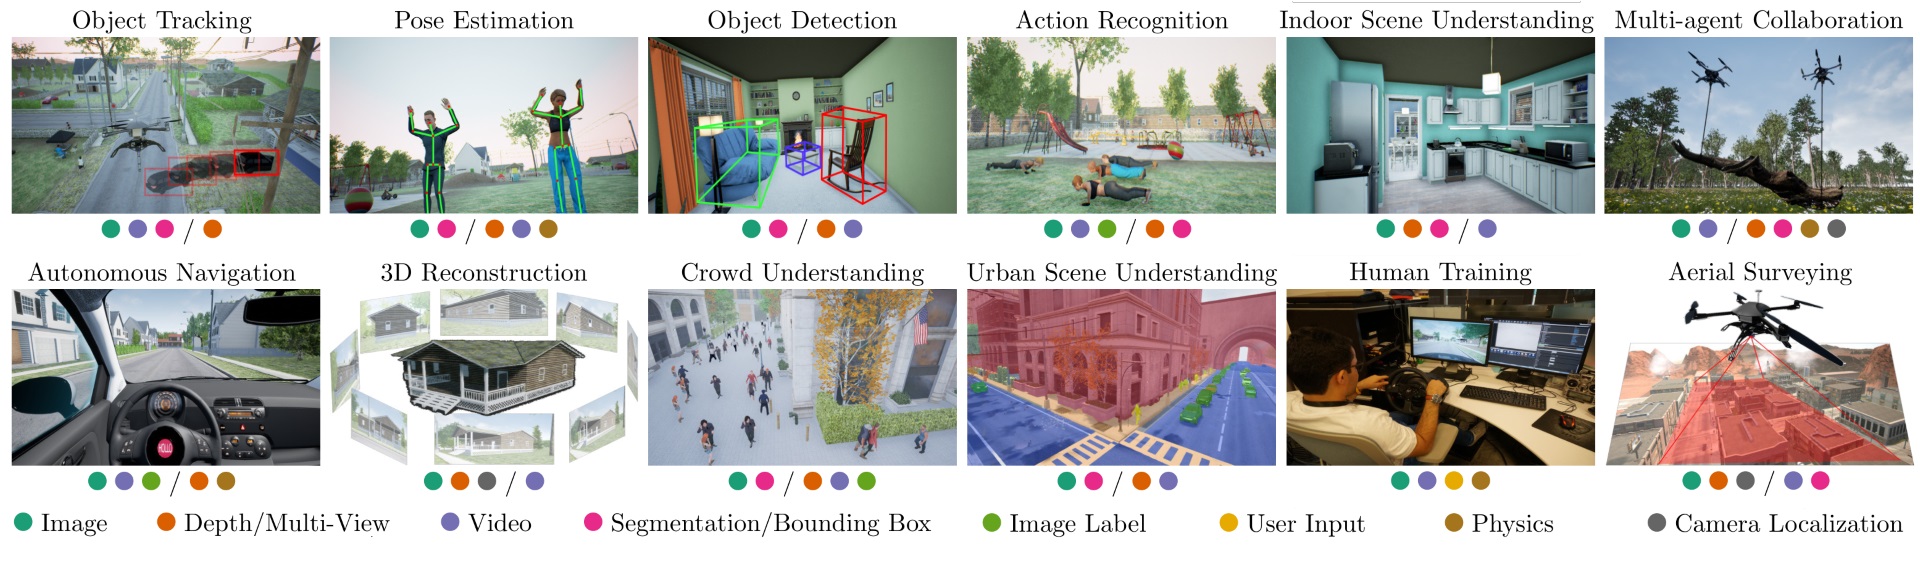 Object Tracking
Pose Estimation
Object Detection
Action Recognition
Indoor Scene Understanding
Multi-agent Collaboration
/
/
/
/
/
/
Autonomous Navigation
3D Reconstruction
Crowd Understanding
Urban Scene Understanding
Human Training
Aerial Surveying
HOLLO
/
/
/
/
/
Image
Depth/Multi-View
Video
Segmentation/Bounding Box
Image Label
User Input
Physics
Camera Localization